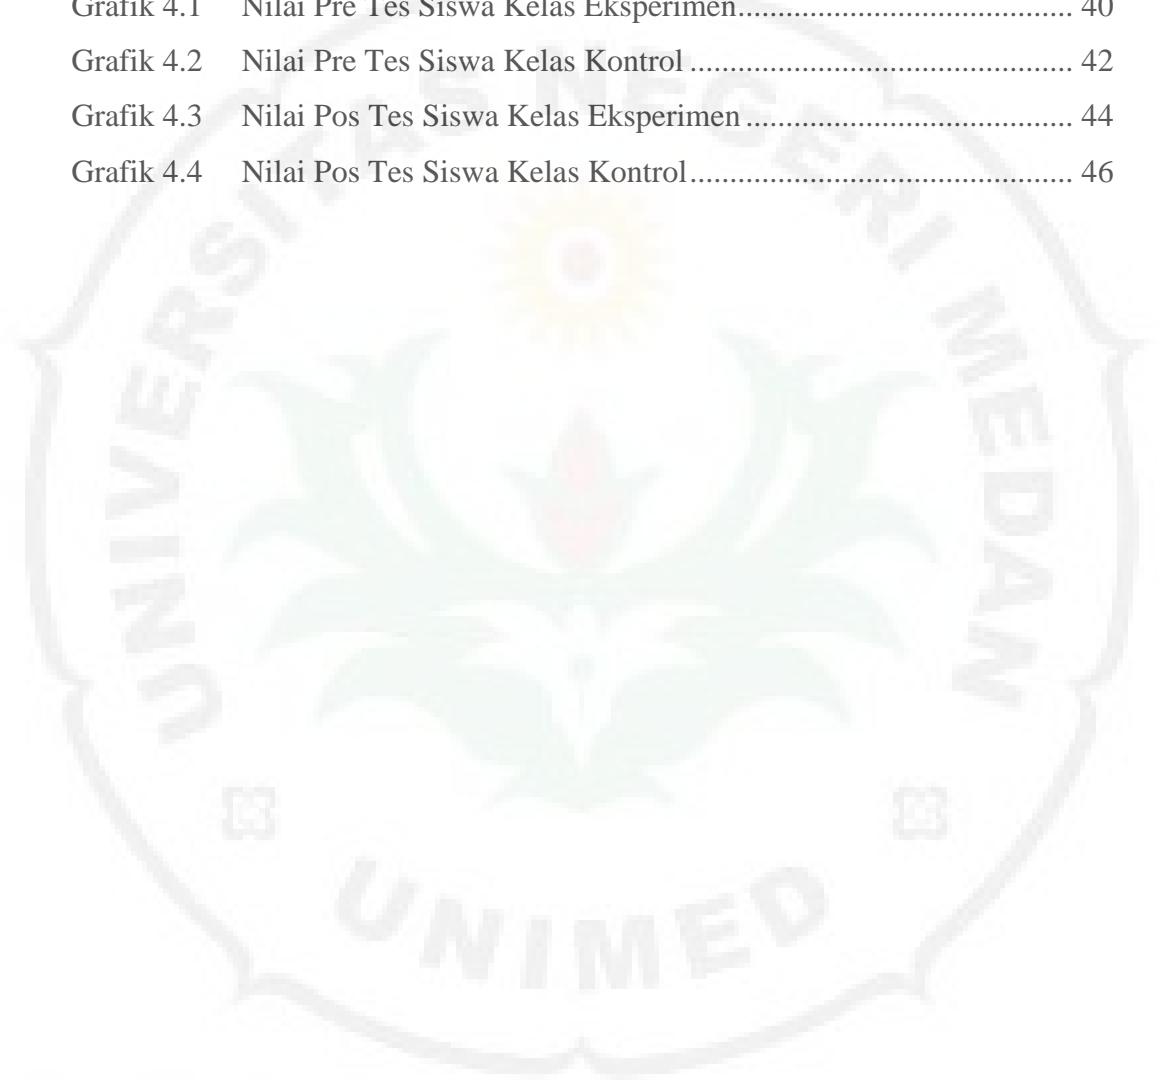 Grafik 4.1 Nilai Pre Tes Siswa Kelas Eksperimen........................................ 40
Grafik 4.2 Nilai Pre Tes Siswa Kelas Kontrol .............................................. 42
Grafik 4.3 Nilai Pos Tes Siswa Kelas Eksperimen ....................................... 44
Grafik 4.4 Nilai Pos Tes Siswa Kelas Kontrol.............................................. 46
UNIVERSITAS NEGERI MEDAN
UNIMED